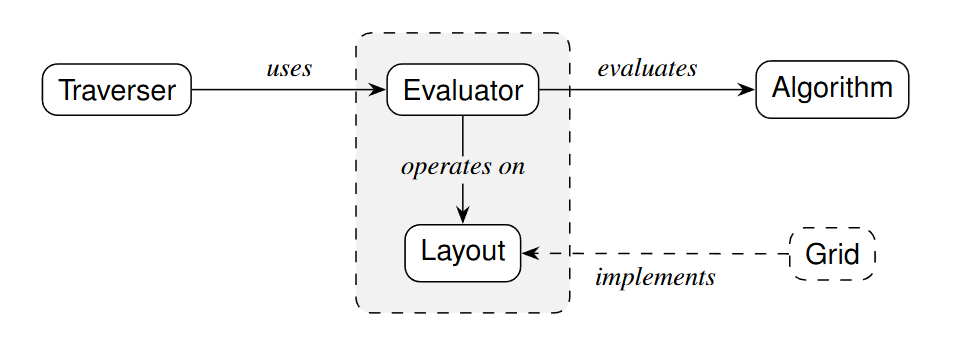 uses
evaluates
Traverser
Evaluator
Algorithm
operates on
Layout
Grid
implements